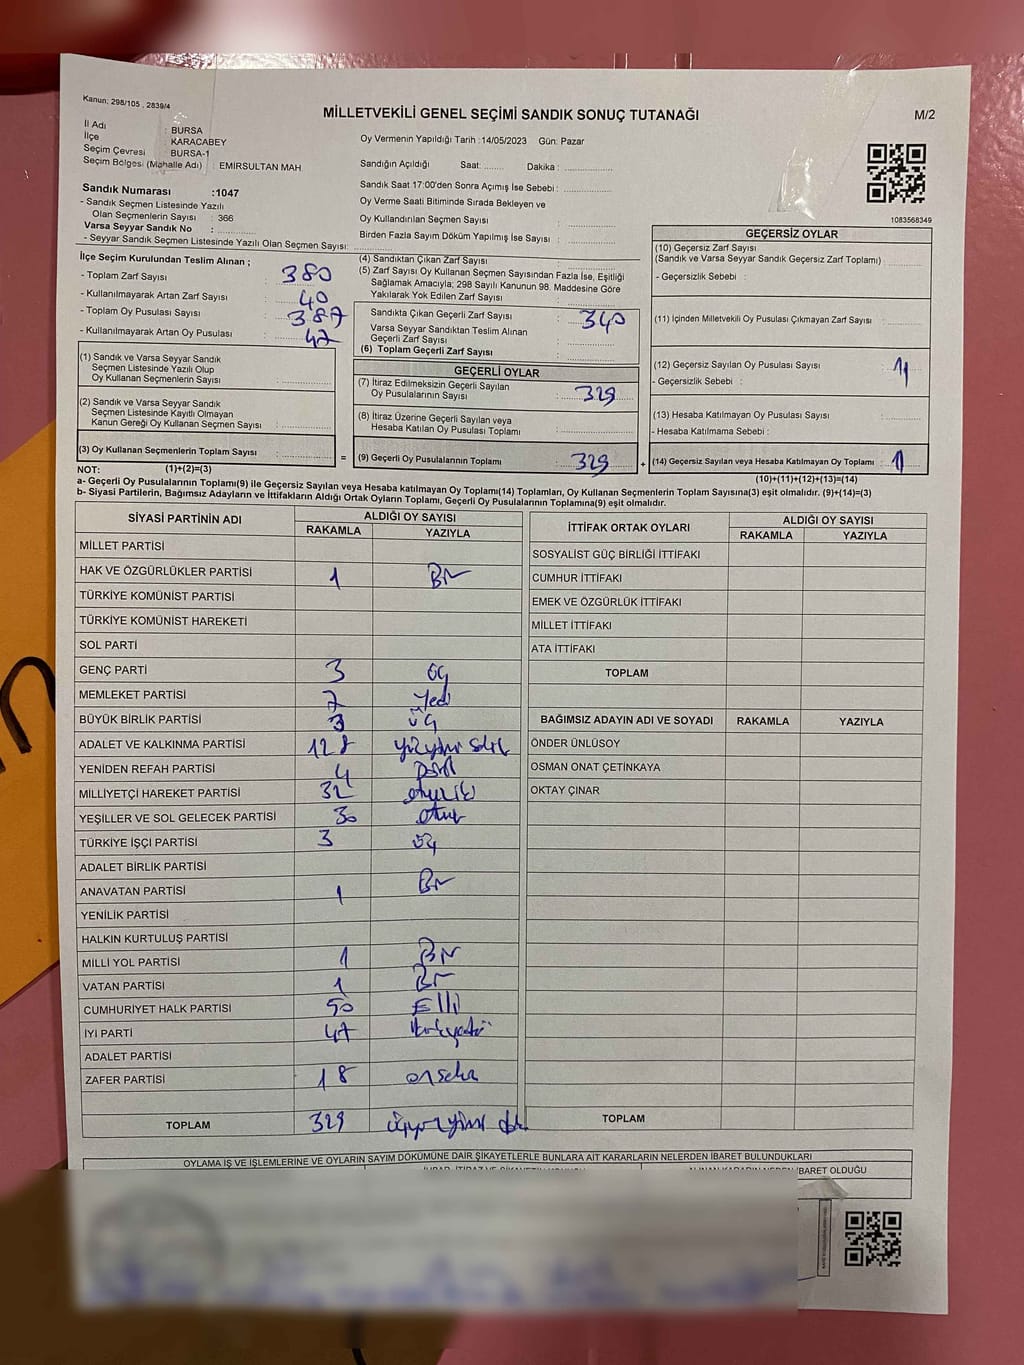 Kanun: 298/105 , 2839/4
MİLLETVEKİLİ GENEL SEÇİMİ SANDIK SONUÇ TUTANAĞI
M/2
İl Adı : BURSA
İlçe KARACABEY
Seçim Çevresi BURSA-1
Seçim Bölgesi (Mahalle Adı) : EMİRSULTAN MAH
Sandık Numarası :1047
- Sandık Seçmen Listesinde Yazılı
Olan Seçmenlerin Sayısı : 366
Varsa Seyyar Sandık No :
- Seyyar Sandık Seçmen Listesinde Yazılı Olan Seçmen Sayısı:
Oy Vermenin Yapıldığı Tarih :14/05/2023 Gün: Pazar
Sandığın Açıldığı Saat: Dakika :
Sandık Saat 17:00'den Sonra Açımış İse Sebebi :
Oy Verme Saati Bitiminde Sırada Bekleyen ve
Oy Kullandırılan Seçmen Sayısı :
Birden Fazla Sayım Döküm Yapılmış İse Sayısı :
1083568349
İlçe Seçim Kurulundan Teslim Alınan ;
- Toplam Zarf Sayısı : 380
- Kullanılmayarak Artan Zarf Sayısı : 40
- Toplam Oy Pusulası Sayısı : 387
- Kullanılmayarak Artan Oy Pusulası : 47
(1) Sandık ve Varsa Seyyar Sandık
Seçmen Listesinde Yazılı Olup
Oy Kullanan Seçmenlerin Sayısı :
(2) Sandık ve Varsa Seyyar Sandık
Seçmen Listesinde Kayıtlı Olmayan
Kanun Gereği Oy Kullanan Seçmen Sayısı :
(3) Oy Kullanan Seçmenlerin Toplam Sayısı :
(4) Sandıktan Çıkan Zarf Sayısı :
(5) Zarf Sayısı Oy Kullanan Seçmen Sayısından Fazla İse, Eşitliği
Sağlamak Amacıyla; 298 Sayılı Kanunun 98. Maddesine Göre
Yakılarak Yok Edilen Zarf Sayısı :
Sandıkta Çıkan Geçerli Zarf Sayısı : 340
Varsa Seyyar Sandıktan Teslim Alınan
Geçerli Zarf Sayısı :
(6) Toplam Geçerli Zarf Sayısı :
GEÇERLİ OYLAR
(7) İtiraz Edilmeksizin Geçerli Sayılan
Oy Pusulalarının Sayısı : 329
(8) İtiraz Üzerine Geçerli Sayılan veya
Hesaba Katılan Oy Pusulası Toplamı :
= (9) Geçerli Oy Pusulalarının Toplamı : 329
GEÇERSİZ OYLAR
(10) Geçersiz Zarf Sayısı
(Sandık ve Varsa Seyyar Sandık Geçersiz Zarf Toplamı) :
- Geçersizlik Sebebi :
(11) İçinden Milletvekili Oy Pusulası Çıkmayan Zarf Sayısı :
(12) Geçersiz Sayılan Oy Pusulası Sayısı : 11
- Geçersizlik Sebebi :
(13) Hesaba Katılmayan Oy Pusulası Sayısı :
- Hesaba Katılmama Sebebi :
+ (14) Geçersiz Sayılan veya Hesaba Katılmayan Oy Toplamı : 11
NOT: (1)+(2)=(3)
(10)+(11)+(12)+(13)=(14)
a- Geçerli Oy Pusulalarının Toplamı(9) ile Geçersiz Sayılan veya Hesaba katılmayan Oy Toplamı(14) Toplamları, Oy Kullanan Seçmenlerin Toplam Sayısına(3) eşit olmalıdır. (9)+(14)=(3)
b- Siyasi Partilerin, Bağımsız Adayların ve İttifakların Aldığı Ortak Oyların Toplamı, Geçerli Oy Pusulalarının Toplamına(9) eşit olmalıdır.
SİYASİ PARTİNİN ADI ALDIĞI OY SAYISI
RAKAMLA YAZIYLA
MİLLET PARTİSİ
HAK VE ÖZGÜRLÜKLER PARTİSİ 1 Bir
TÜRKİYE KOMÜNİST PARTİSİ
TÜRKİYE KOMÜNİST HAREKETİ
SOL PARTİ
GENÇ PARTİ 3 üç
MEMLEKET PARTİSİ 7 Yedi
BÜYÜK BİRLİK PARTİSİ 3 üç
ADALET VE KALKINMA PARTİSİ 128 yüzyirmi sekiz
YENİDEN REFAH PARTİSİ 4 Dört
MİLLİYETÇİ HAREKET PARTİSİ 32 otuziki
YEŞİLLER VE SOL GELECEK PARTİSİ 30 otuz
TÜRKİYE İŞÇİ PARTİSİ 3 üç
ADALET BİRLİK PARTİSİ
ANAVATAN PARTİSİ 1 Bir
YENİLİK PARTİSİ
HALKIN KURTULUŞ PARTİSİ
MİLLİ YOL PARTİSİ 1 Bir
VATAN PARTİSİ 1 Bir
CUMHURİYET HALK PARTİSİ 50 Elli
İYİ PARTİ 47 kırkyedi
ADALET PARTİSİ
ZAFER PARTİSİ 18 onsekiz
TOPLAM 329 üçyüzyirmi dokuz
İTTİFAK ORTAK OYLARI ALDIĞI OY SAYISI
RAKAMLA YAZIYLA
SOSYALİST GÜÇ BİRLİĞİ İTTİFAKI
CUMHUR İTTİFAKI
EMEK VE ÖZGÜRLÜK İTTİFAKI
MİLLET İTTİFAKI
ATA İTTİFAKI
TOPLAM
BAĞIMSIZ ADAYIN ADI VE SOYADI RAKAMLA YAZIYLA
ÖNDER ÜNLÜSOY
OSMAN ONAT ÇETİNKAYA
OKTAY ÇINAR
TOPLAM
OYLAMA İŞ VE İŞLEMLERİNE VE OYLARIN SAYIM DÖKÜMÜNE DAİR ŞİKAYETLERLE BUNLARA AİT KARARLARIN NELERDEN İBARET BULUNDUKLARI
İBARET OLDUĞU